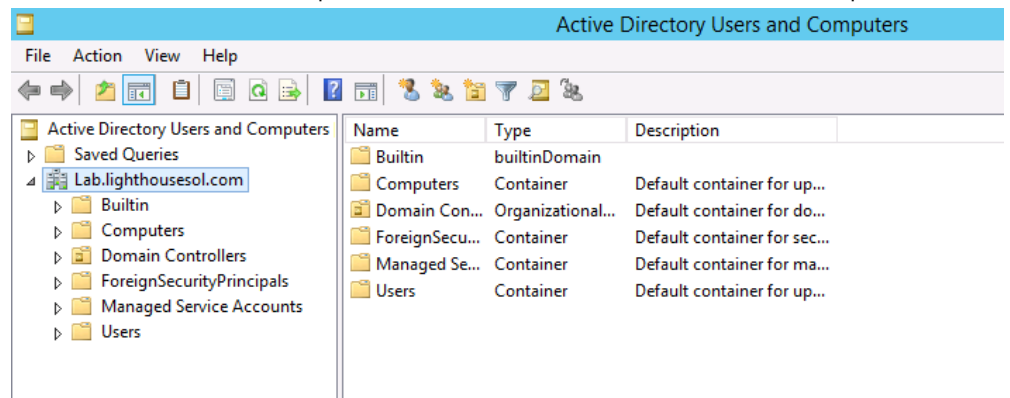 Active Directory Users and Computers
File Action View Help
Active Directory Users and Computers
Saved Queries
Lab.lighthousesol.com
Builtin
Computers
Domain Controllers
ForeignSecurityPrincipals
Managed Service Accounts
Users
Name Type Description
Builtin builtinDomain
Computers Container Default container for up...
Domain Con... Organizational... Default container for do...
ForeignSecu... Container Default container for sec...
Managed Se... Container Default container for ma...
Users Container Default container for up...